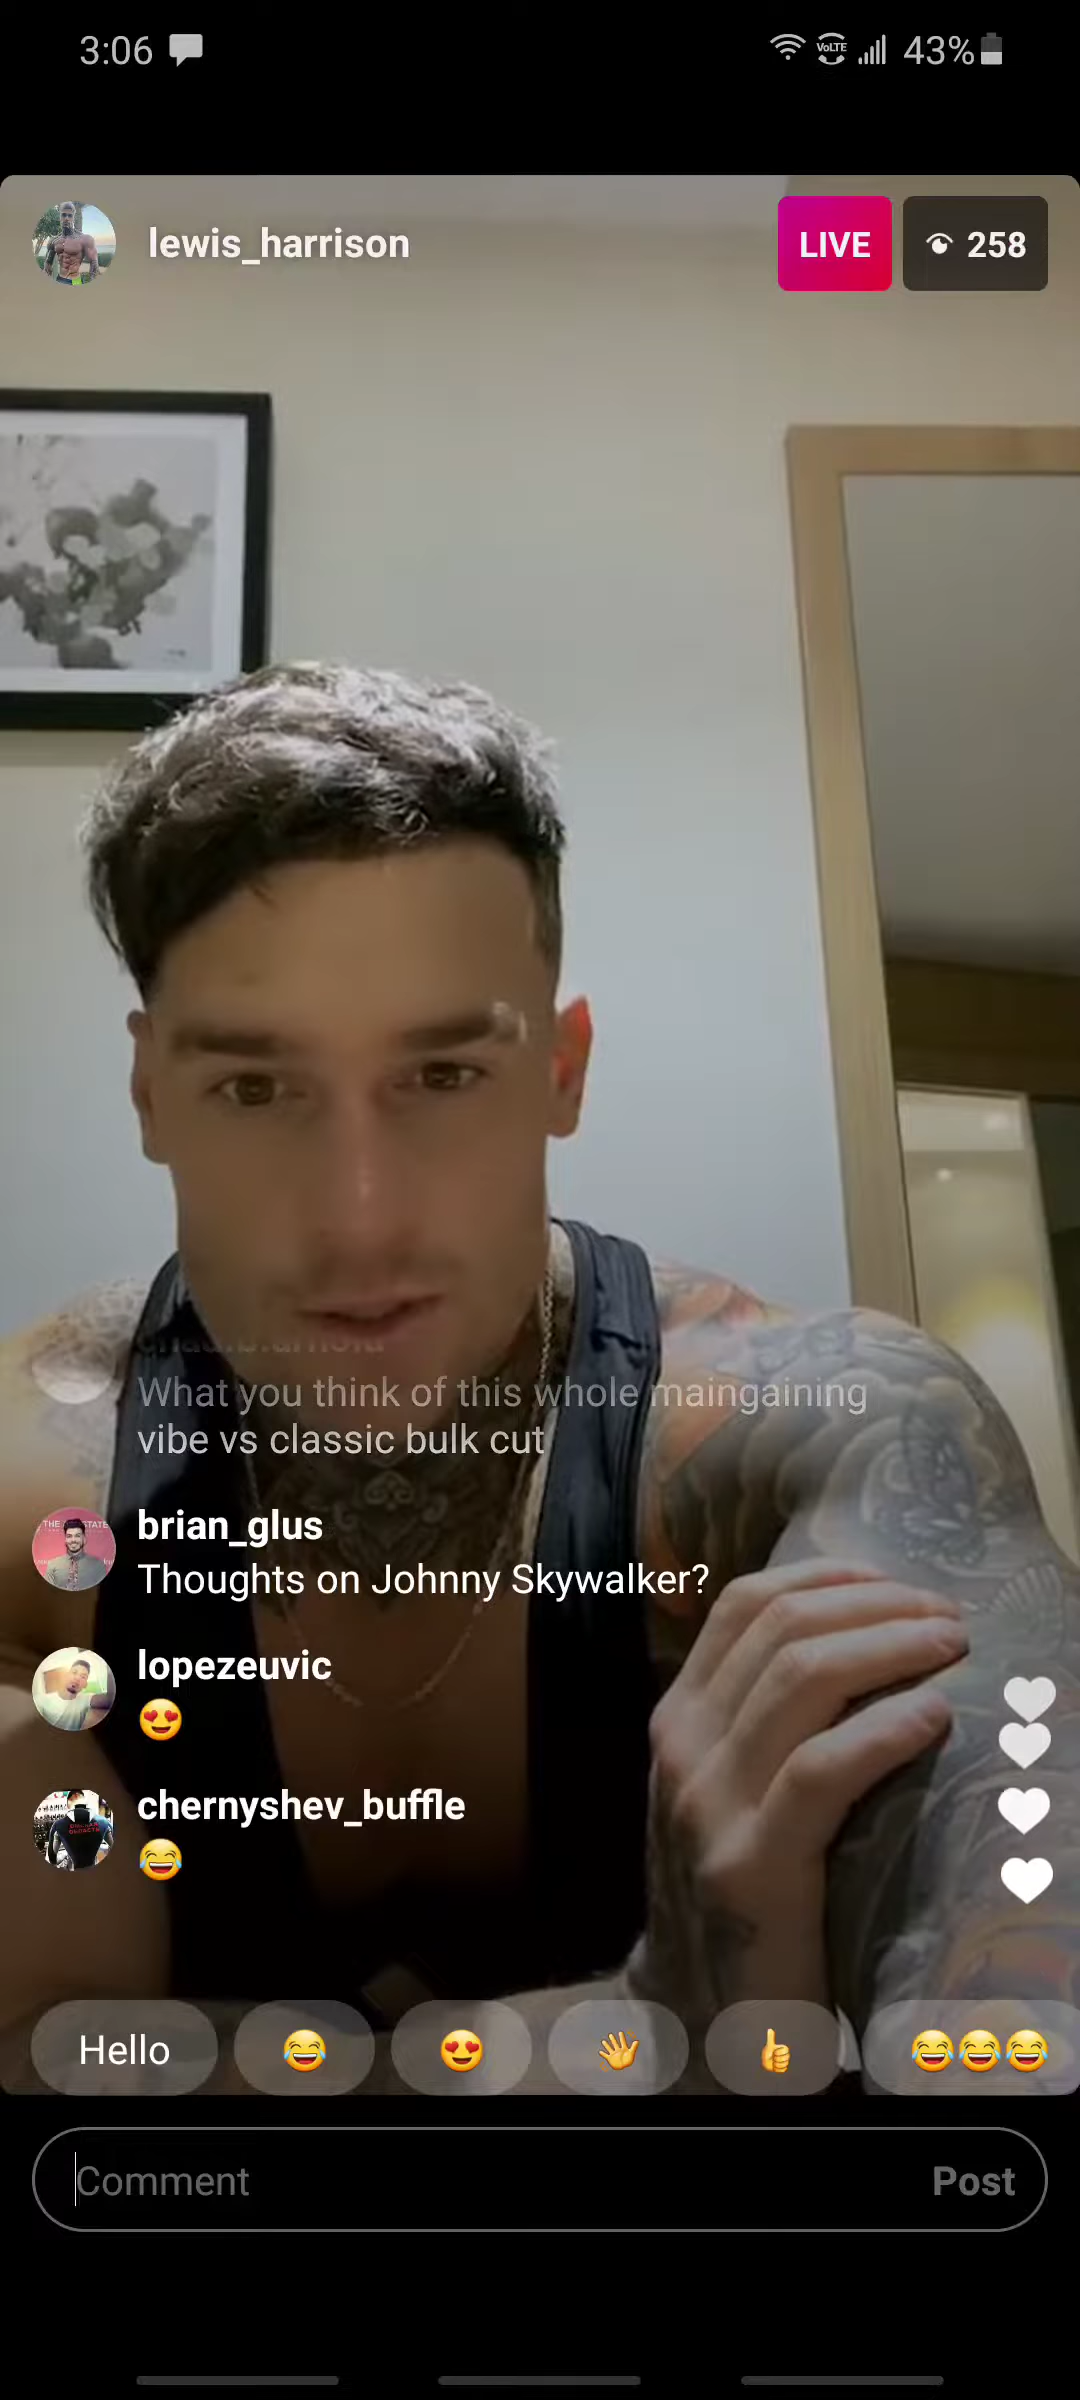 3:06
VoLTE
43%
lewis_harrison
LIVE
258
What you think of this whole maingaining
vibe vs classic bulk cut
brian_glus
Thoughts on Johnny Skywalker?
lopezeuvic
😍
chernyshev_buffle
😂
Hello 😂 😍 👋 👍 😂😂😂
Comment
Post